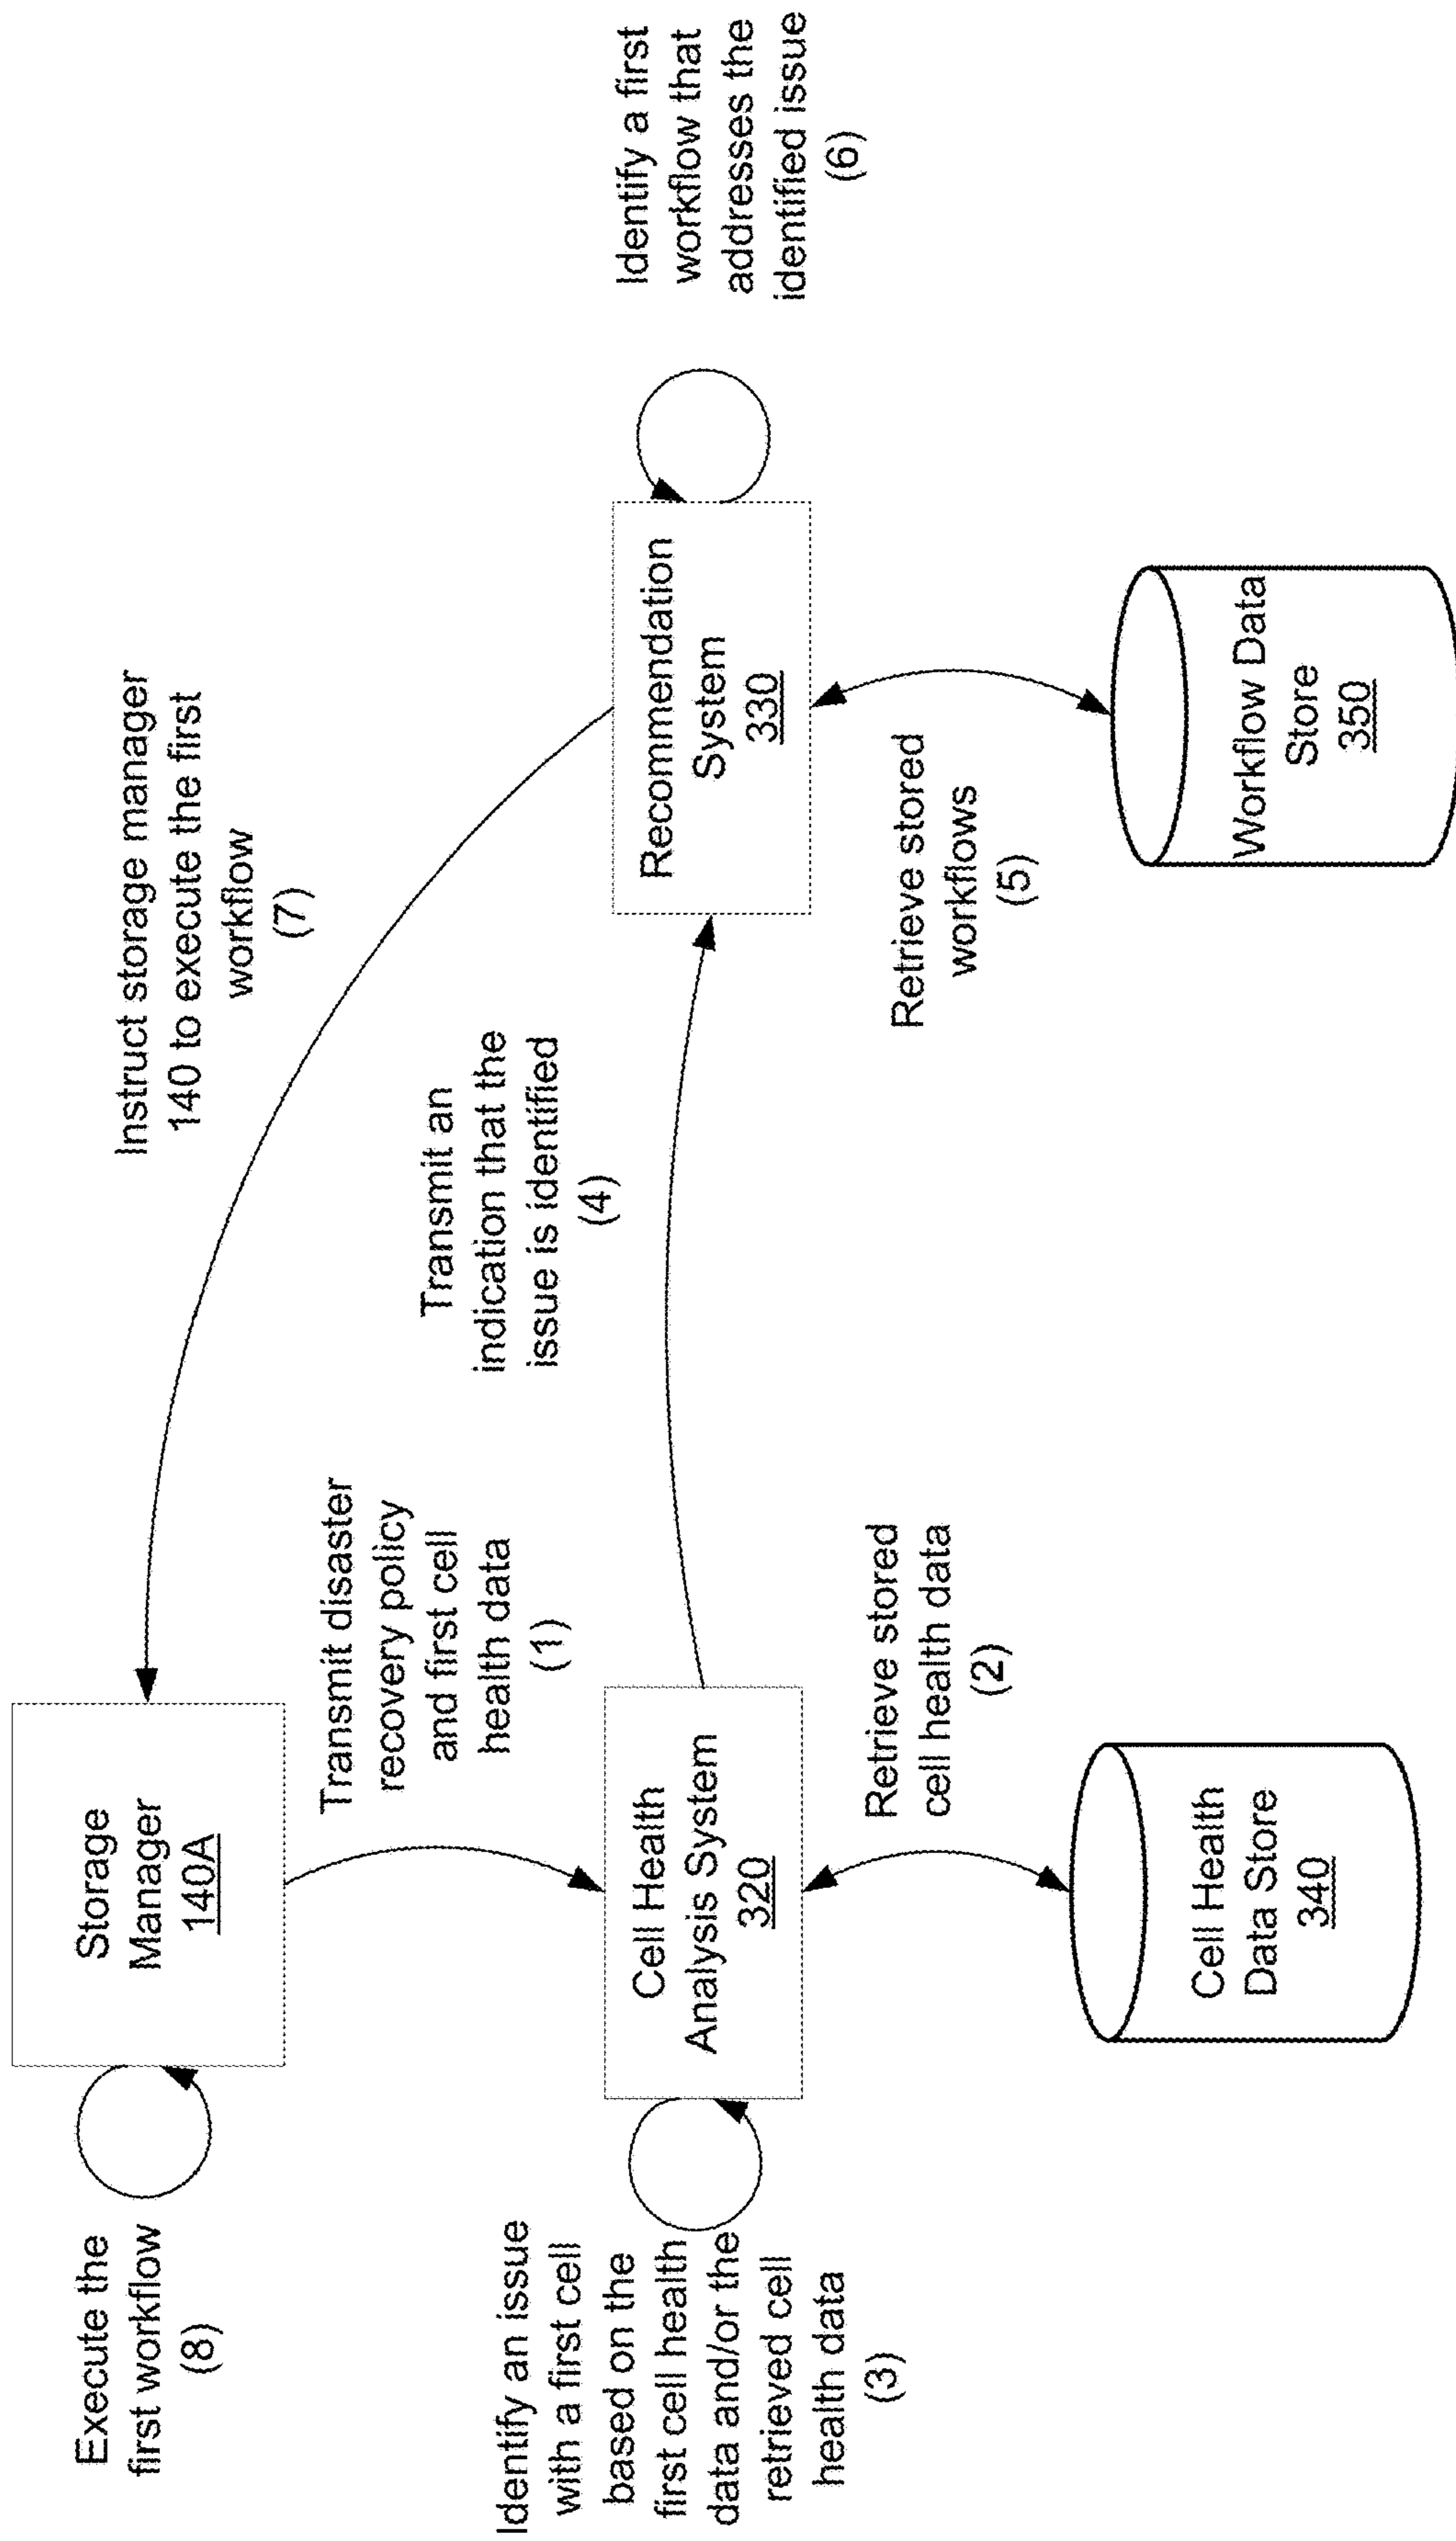 Storage
Manager
140A
Execute the
first workflow
(8)
Instruct storage manager
140 to execute the first
workflow
(7)
Transmit disaster
recovery policy
and first cell
health data
(1)
Transmit an
indication that the
issue is identified
(4)
Identify an issue
with a first cell
based on the
first cell health
data and/or the
retrieved cell
health data
(3)
Cell Health
Analysis System
320
Recommendation
System
330
Identify a first
workflow that
addresses the
identified issue
(6)
Retrieve stored
cell health data
(2)
Retrieve stored
workflows
(5)
Cell Health
Data Store
340
Workflow Data
Store
350